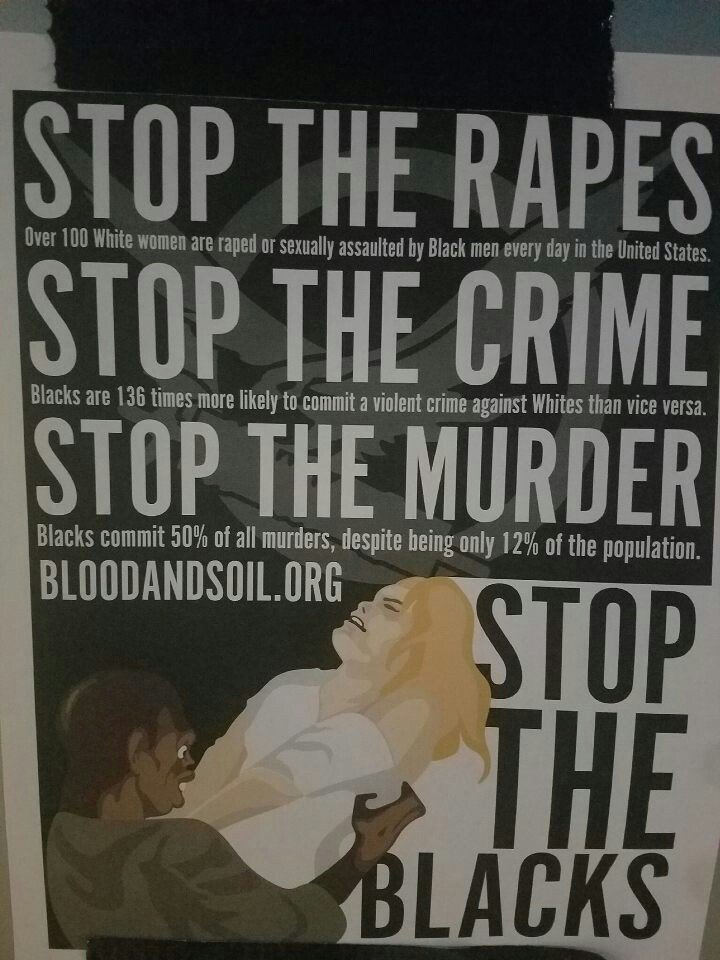 STOP THE RAPES
Over 100 White women are raped or sexually assaulted by Black men every day in the United States.
STOP THE CRIME
Blacks are 136 times more likely to commit a violent crime against Whites than vice versa.
STOP THE MURDER
Blacks commit 50% of all murders, despite being only 12% of the population.
BLOODANDSOIL.ORG
STOP
THE
BLACKS